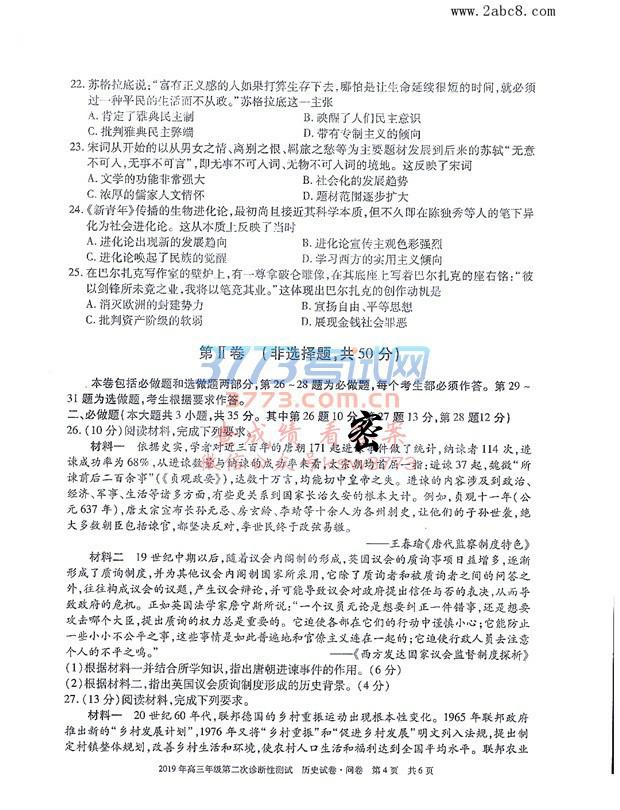 www.2abc8.com
22. 苏格拉底说:“富有正义感的人如果打算生存下去,哪怕是让生命延续很短的时间,就必须
过一种平民的生活而不从政。”苏格拉底这一主张
A. 肯定了雅典民主制 B. 唤醒了人们民主意识
C. 批判雅典民主弊端 D. 带有专制主义的倾向
23. 宋词从开始的以从男女之情、离别之恨、羁旅之愁等为主要题材发展到后来的苏轼“无意
不可人,无事不可言”,即无事不可人词、无物不可人词的境地。这反映了宋词
A. 文学的功能非常强大 B. 社会化的发展趋势
C. 浓厚的儒家人文情怀 D. 题材范围逐步扩大
24. 《新青年》传播的生物进化论,最初尚且接近其科学本质,但不久即在陈独秀等人的笔下异
化为社会进化论。这从本质上反映了当时
A. 进化论出现新的发展趋向 B. 进化论宣传主观色彩强烈
C. 进化论唤起了民族的觉醒 D. 学习西方的实用主义倾向
25. 在巴尔扎克写作室的壁炉上,有一尊拿破仑雕像,在其底座上写着巴尔扎克的座右铭:“彼
以剑锋所未竟之业,我将以笔竞其业。”这体现出巴尔扎克的创作动机是
A. 消灭欧洲的封建势力 B. 宣扬自由、平等思想
C. 批判资产阶级的软弱 D. 展现金钱社会罪恶
3773考试网
第Ⅱ卷 (非选择题,共50分)
本卷包括必做题和选做题两部分,第26~28题为必做题,每个考生都必须作答。第29~
31题为选做题,考生根据要求作答。
二、必做题(本大题共3小题,共35分。其中第26题10分,第27题13分,第28题12分)
密
26. (10分)阅读材料,完成下列要求。
材料一 依据史实,学者对近三百年的唐朝171起进谏事件做了统计,纳谏者114次,进
谏成功率为68%,从进谏数量与纳谏的成功率来看,太宗朝均首屈一指:进谏37起,魏徵“所
谏前后二百余事”(《贞观政要》),达数十万言,均能切中皇帝之失。进谏的内容涉及到政治、
经济、军事、生活等诸多方面,有些更关系到国家长治久安的根本大计。例如,贞观十一年(公
元637年),唐太宗宣布长孙无忌、房玄龄、李靖等十余人为各州刺史,让他们的子孙世袭,绝
大多数朝臣包括谏官,都坚决反对,李世民终于改弦易辙。
——王春瑜《唐代监察制度特色》
材料二 19世纪中期以后,随着议会内阁制的形成,英国议会的质询事项日益增多,逐渐
形成了质询制度,并为其他议会内阁制国家所采用,它除了质询者和被质询者之间的问答之
外,往往构成议会的议题,产生议会辩论,并可能导致议会对政府提出信任与否的表决,从而导
致政府的危机。正如英国法学家詹宁斯所说:“一个议员无论是想要纠正一件错事,还是想要
攻击哪个大臣,提出质询的权力总是重要的。它迫使各部在它们的行动中谨慎小心;它能防止
一些小小不公平之事,这些事情是如此普遍地和官僚主义连在一起的;它迫使行政人员去注意
个人的不平之鸣。” ——《西方发达国家议会监督制度探析》
(1)根据材料一并结合所学知识,指出唐朝进谏事件的作用。(6分)
(2)根据材料二,指出英国议会质询制度形成的历史背景。(4分)
27. (13分)阅读材料,完成下列要求。
材料一 20世纪60年代,联邦德国的乡村重振运动出现根本性变化。1965年联邦政府
推出新的“乡村发展计划”,1976年又将“乡村重振”和“促进乡村发展”明文列入法规,提出制
定村镇整体规划,改善乡村生活和环境,使农村人口生活和福利达到全国平均水平。联邦农业
2019年高三年级第二次诊断性测试 历史试卷·问卷 第4页 共6页